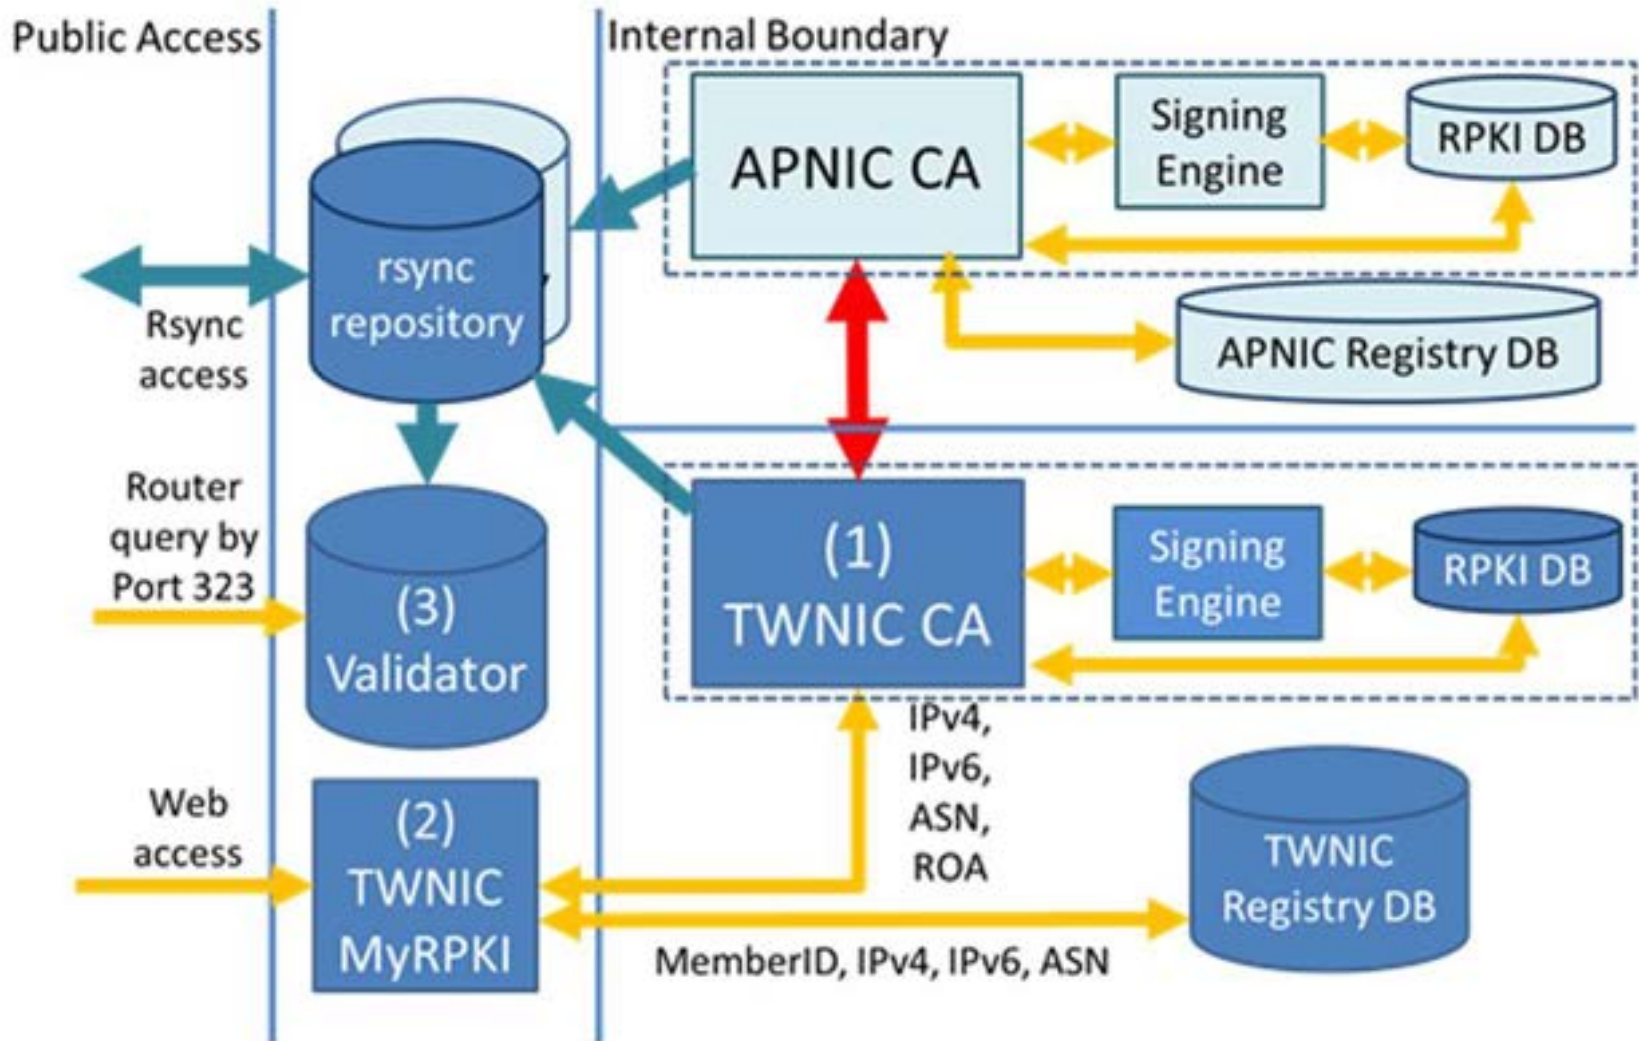 Public Access
Internal Boundary
APNIC CA
Signing
Engine
RPKI DB
rsync
repository
Rsync
access
APNIC Registry DB
Router
query by
Port 323
(3)
Validator
(1)
TWNIC CA
Signing
Engine
RPKI DB
IPv4,
IPv6,
ASN,
ROA
Web
access
(2)
TWNIC
MyRPKI
TWNIC
Registry DB
MemberID, IPv4, IPv6, ASN